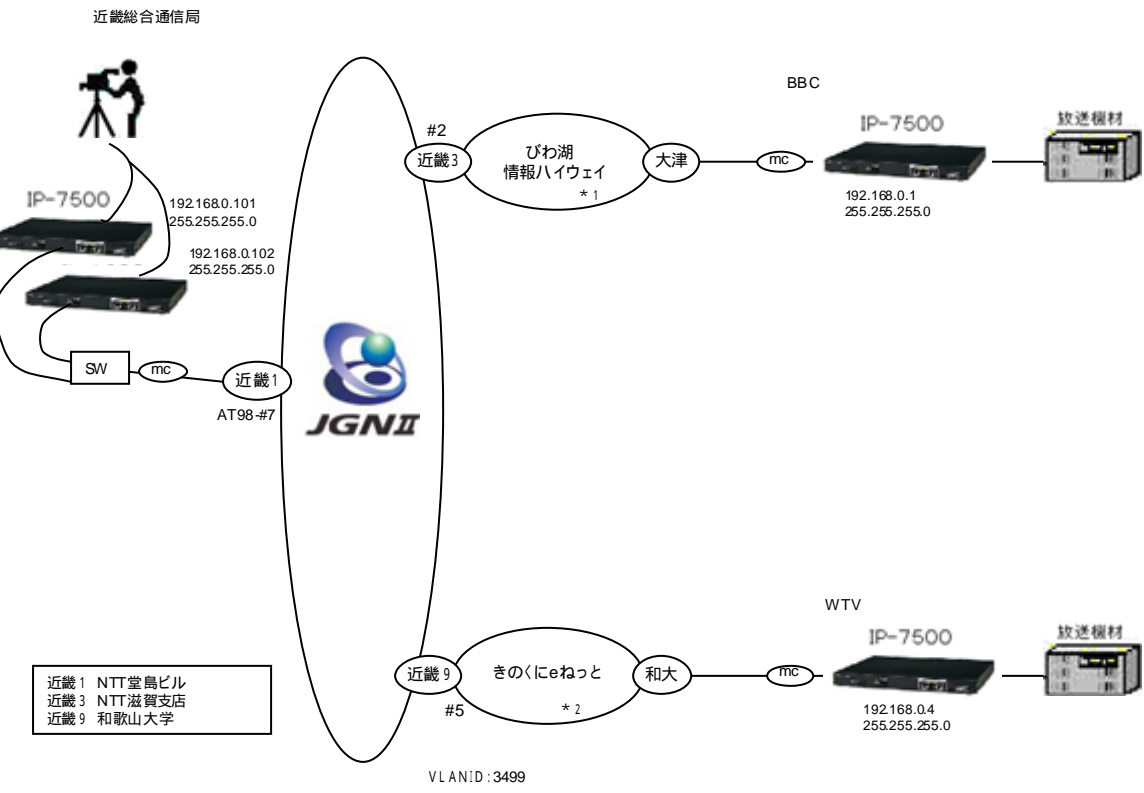 近畿総合通信局
IP-7500
192.168.0.101
255.255.255.0
192.168.0.102
255.255.255.0
SW
mc
近畿1
AT98-#7
JGNⅡ
#2
近畿3
びわ湖
情報ハイウェイ
*1
大津
mc
BBC
IP-7500
192.168.0.1
255.255.255.0
放送機材
近畿9
#5
きのくにeねっと
*2
和大
mc
WTV
IP-7500
192.168.0.4
255.255.255.0
放送機材
近畿1 NTT堂島ビル
近畿3 NTT滋賀支店
近畿9 和歌山大学
VLANID:3499